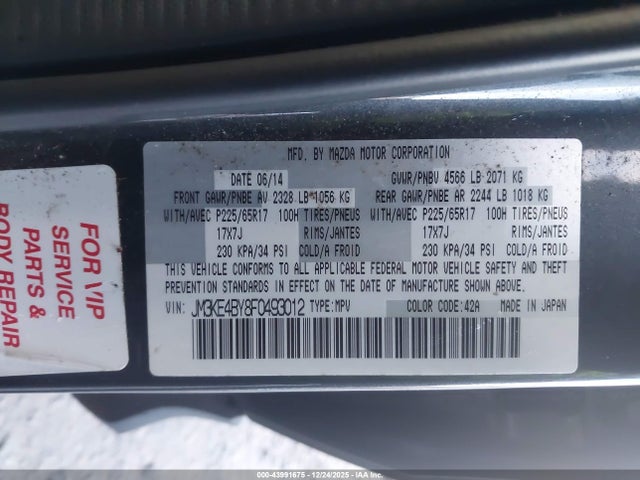 FOR VIP
SERVICE
PARTS &
BODY REPAIR
MFD. BY MAZDA MOTOR CORPORATION
DATE 06/14 GVWR/PNBV 4566 LB 2071 KG
FRONT GAWR/PNBE AV 2328 LB 1056 KG REAR GAWR/PNBE AR 2244 LB 1018 KG
WITH/AVEC P225/65R17 100H TIRES/PNEUS WITH/AVEC P225/65R17 100H TIRES/PNEUS
17X7J RIMS/JANTES 17X7J RIMS/JANTES
230 KPA/34 PSI COLD/A FROID 230 KPA/34 PSI COLD/A FROID
THIS VEHICLE CONFORMS TO ALL APPLICABLE FEDERAL MOTOR VEHICLE SAFETY AND THEFT
PREVENTION STANDARDS IN EFFECT ON THE DATE OF MANUFACTURE SHOWN ABOVE.
VIN: JM3KE4BY8F0493012 TYPE:MPV COLOR CODE:42A MADE IN JAPAN
000-43991675 - 12/24/2025 - IAAI.COM